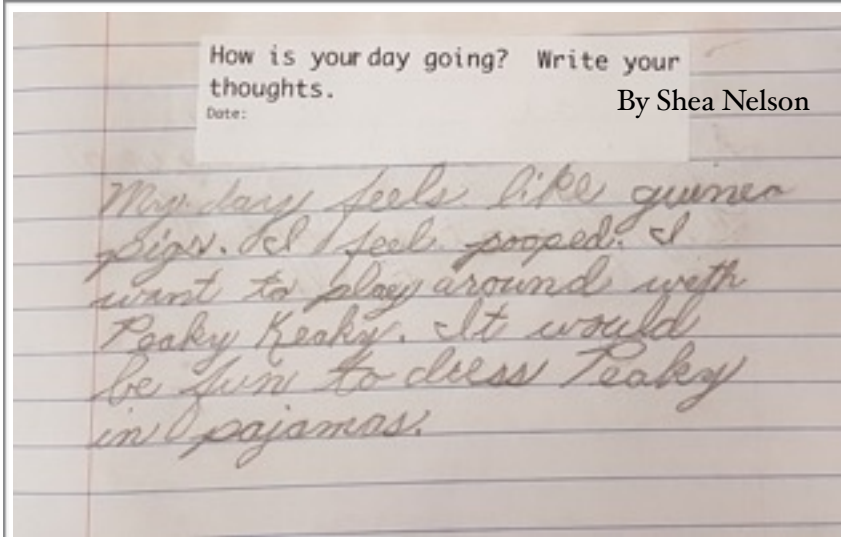 How is your day going? Write your
thoughts.
Date:
By Shea Nelson
My day feels like guinea
pigs. I feel pooped. I
want to play around with
Peaky Keaky. It would
be fun to dress Peaky
in pajamas.